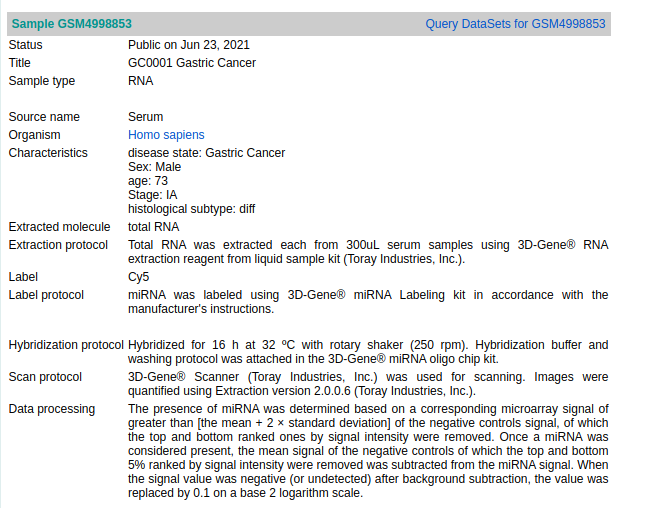 Sample GSM4998853 Query DataSets for GSM4998853
Status Public on Jun 23, 2021
Title GC0001 Gastric Cancer
Sample type RNA
Source name Serum
Organism Homo sapiens
Characteristics disease state: Gastric Cancer
Sex: Male
age: 73
Stage: IA
histological subtype: diff
Extracted molecule total RNA
Extraction protocol Total RNA was extracted each from 300uL serum samples using 3D-Gene® RNA
extraction reagent from liquid sample kit (Toray Industries, Inc.).
Label Cy5
Label protocol miRNA was labeled using 3D-Gene® miRNA Labeling kit in accordance with the
manufacturer's instructions.
Hybridization protocol Hybridized for 16 h at 32 ºC with rotary shaker (250 rpm). Hybridization buffer and
washing protocol was attached in the 3D-Gene® miRNA oligo chip kit.
Scan protocol 3D-Gene® Scanner (Toray Industries, Inc.) was used for scanning. Images were
quantified using Extraction version 2.0.0.6 (Toray Industries, Inc.).
Data processing The presence of miRNA was determined based on a corresponding microarray signal of
greater than [the mean + 2 × standard deviation] of the negative controls signal, of which
the top and bottom ranked ones by signal intensity were removed. Once a miRNA was
considered present, the mean signal of the negative controls of which the top and bottom
5% ranked by signal intensity were removed was subtracted from the miRNA signal. When
the signal value was negative (or undetected) after background subtraction, the value was
replaced by 0.1 on a base 2 logarithm scale.